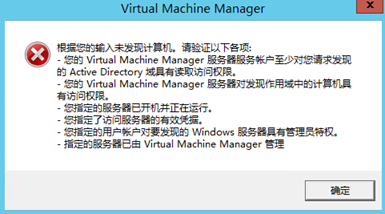 Virtual Machine Manager
根据您的输入未发现计算机。请验证以下各项:
- 您的 Virtual Machine Manager 服务器服务帐户至少对您请求发现
的 Active Directory 域具有读取访问权限。
- 您的 Virtual Machine Manager 服务器对发现作用域中的计算机具
有访问权限。
- 您指定的服务器已开机并正在运行。
- 您指定了访问服务器的有效凭据。
- 您指定的用户帐户对要发现的 Windows 服务器具有管理员特权。
- 指定的服务器已由 Virtual Machine Manager 管理
确定